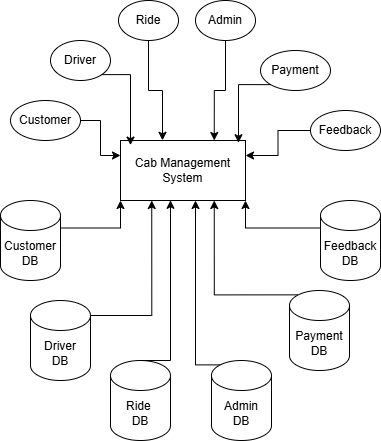 Ride
Admin
Driver
Payment
Customer
Feedback
Cab Management
System
Customer
DB
Feedback
DB
Driver
DB
Payment
DB
Ride
DB
Admin
DB